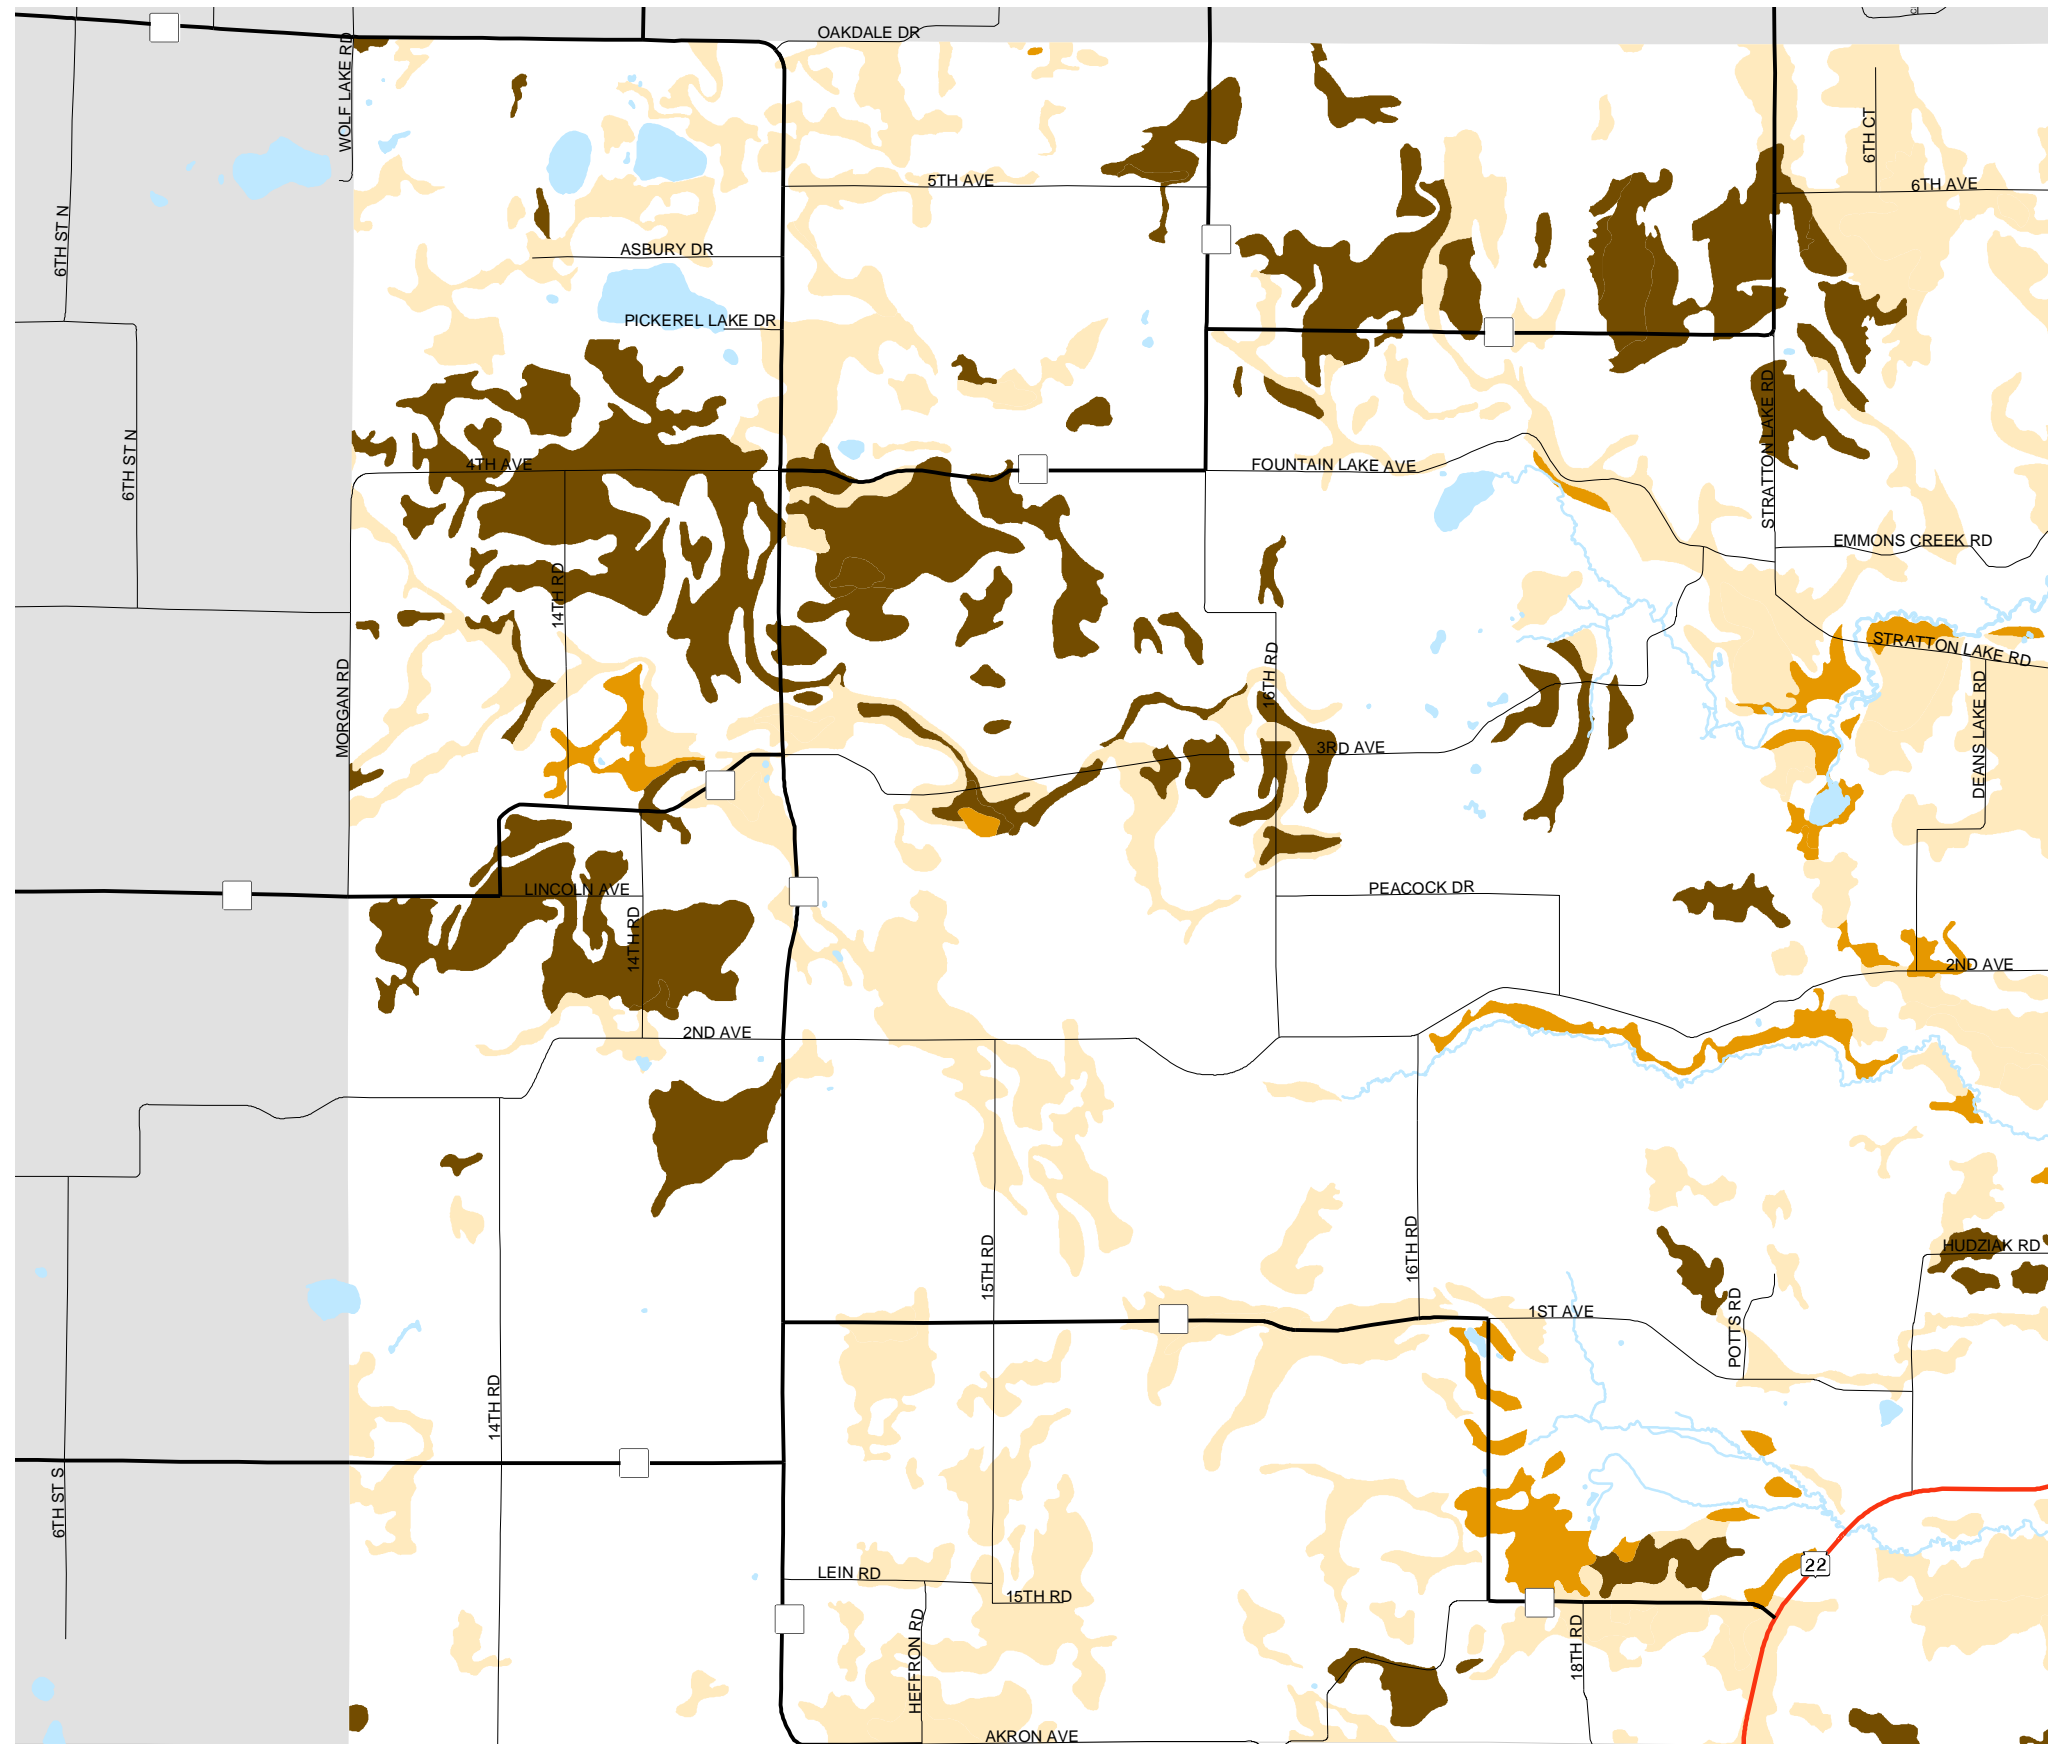 OAKDALE DR
WOLF LAKE RD
6TH CT
5TH AVE
6TH AVE
6TH ST N
ASBURY DR
PICKEREL LAKE DR
STRATTON LAKE RD
6TH ST N
4TH AVE
FOUNTAIN LAKE AVE
EMMONS CREEK RD
14TH RD
STRATTON LAKE RD
MORGAN RD
16TH RD
DEANS LAKE RD
3RD AVE
LINCOLN AVE
PEACOCK DR
14TH RD
2ND AVE
2ND AVE
15TH RD
16TH RD
HUDZIAK RD
1ST AVE
POTTS RD
14TH RD
6TH ST S
22
LEIN RD
15TH RD
HEFFRON RD
18TH RD
AKRON AVE